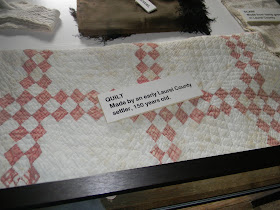 QUILT
Made by an early Laurel County
settler, 150 years old.